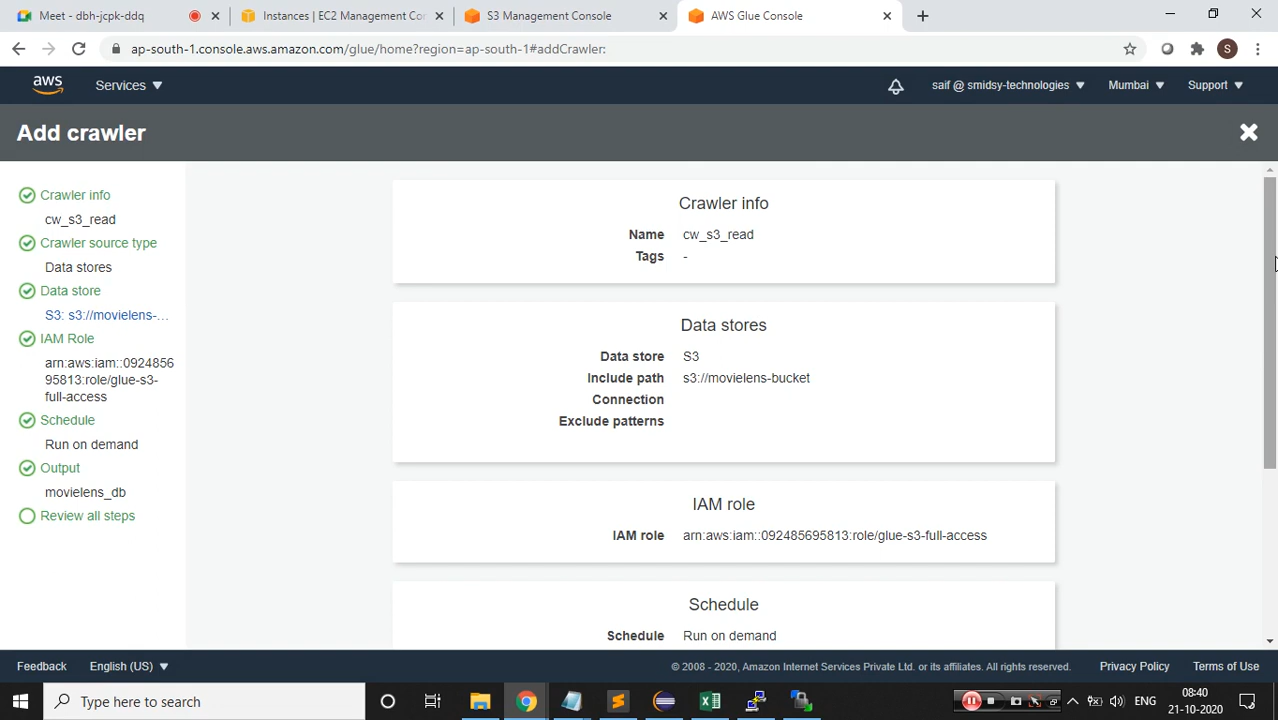 Meet - dbh-jcpk-ddq
Instances | EC2 Management Co
S3 Management Console
AWS Glue Console
ap-south-1.console.aws.amazon.com/glue/home?region=ap-south-1#addCrawler:
S
aws
Services
saif @ smidsy-technologies
Mumbai
Support
Add crawler
Crawler info
cw_s3_read
Crawler source type
Data stores
Data store
S3: s3://movielens-...
IAM Role
arn:aws:iam::0924856
95813:role/glue-s3-
full-access
Schedule
Run on demand
Output
movielens_db
Review all steps
Crawler info
Name cw_s3_read
Tags -
Data stores
Data store S3
Include path s3://movielens-bucket
Connection
Exclude patterns
IAM role
IAM role arn:aws:iam::092485695813:role/glue-s3-full-access
Schedule
Schedule Run on demand
Feedback
English (US)
© 2008 - 2020, Amazon Internet Services Private Ltd. or its affiliates. All rights reserved.
Privacy Policy
Terms of Use
Type here to search
ENG
08:40
21-10-2020